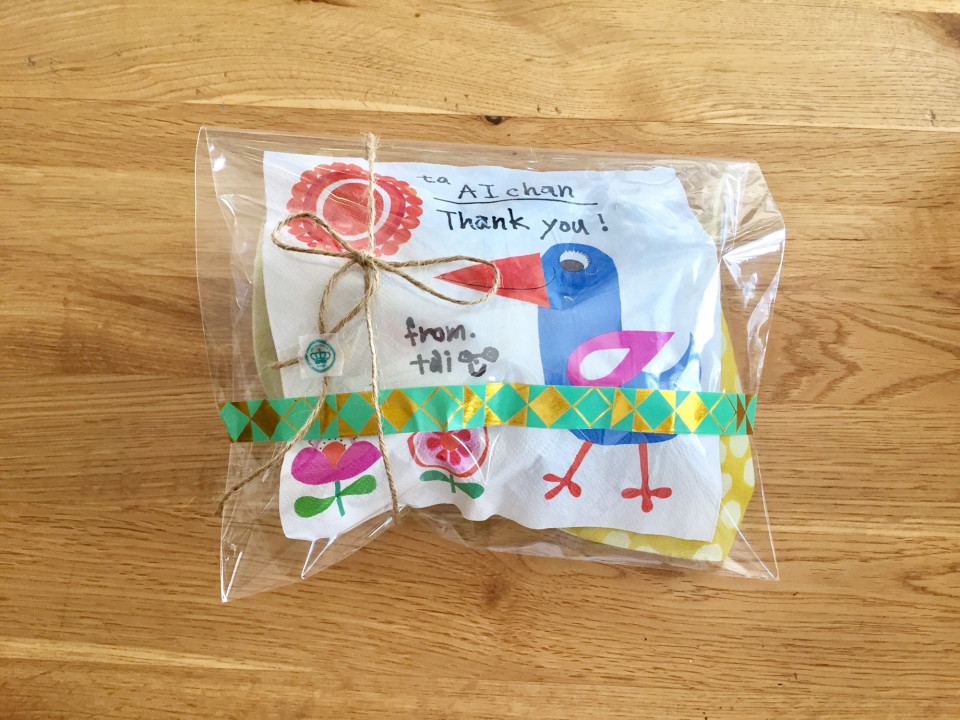 to AI chan
Thank you!
from.
tai